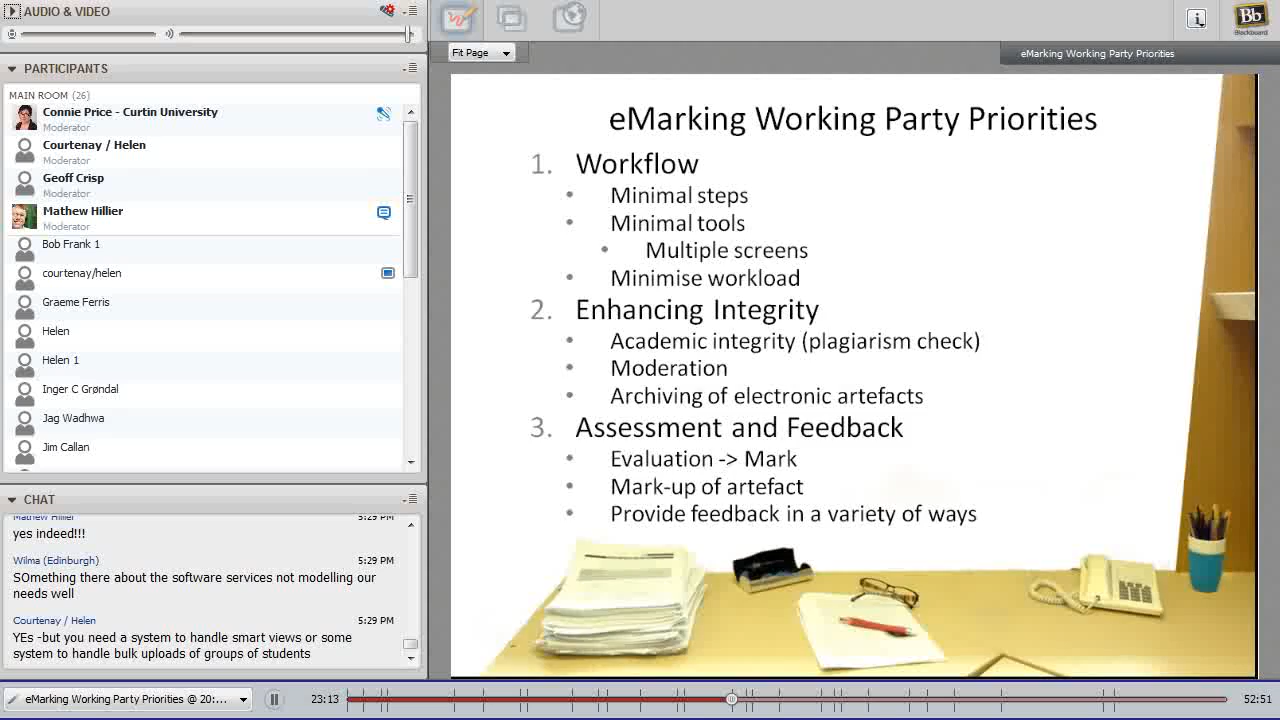 AUDIO & VIDEO
PARTICIPANTS
MAIN ROOM (26)
Connie Price - Curtin University
Moderator
Courtenay / Helen
Moderator
Geoff Crisp
Moderator
Mathew Hillier
Moderator
Bob Frank 1
courtenay/helen
Graeme Ferris
Helen
Helen 1
Inger C Grøndal
Jag Wadhwa
Jim Callan
CHAT
Mathew Hillier 5:29 PM
yes indeed!!!
Wilma (Edinburgh) 5:29 PM
SOmething there about the software services not modelling our
needs well
Courtenay / Helen 5:29 PM
YEs -but you need a system to handle smart views or some
system to handle bulk uploads of groups of students
Fit Page
Bb
Blackboard
eMarking Working Party Priorities
eMarking Working Party Priorities
1. Workflow
• Minimal steps
• Minimal tools
• Multiple screens
• Minimise workload
2. Enhancing Integrity
• Academic integrity (plagiarism check)
• Moderation
• Archiving of electronic artefacts
3. Assessment and Feedback
• Evaluation -> Mark
• Mark-up of artefact
• Provide feedback in a variety of ways
eMarking Working Party Priorities @ 20:... 23:13 52:51